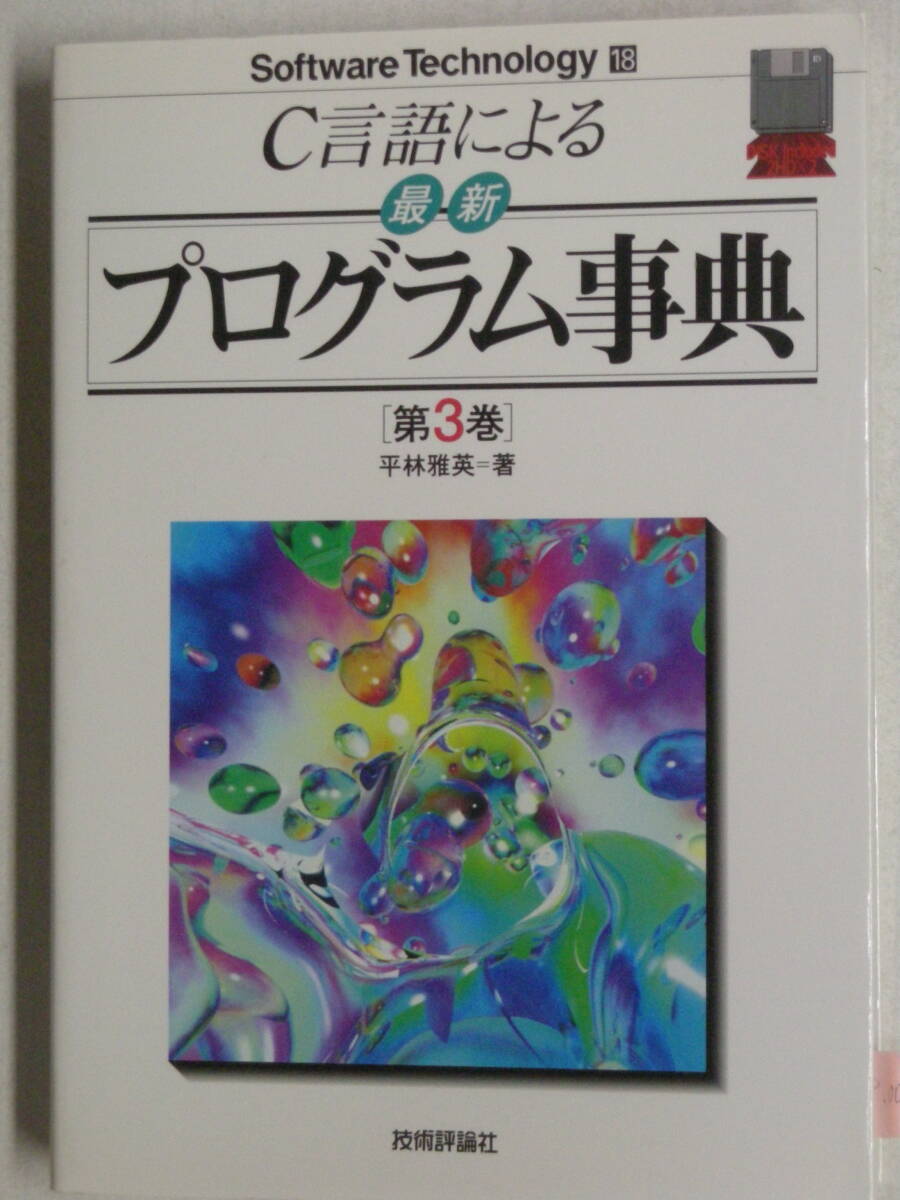 Software Technology 18
C言語による
最新
プログラム事典
[第3巻]
平林雅英=著
技術評論社